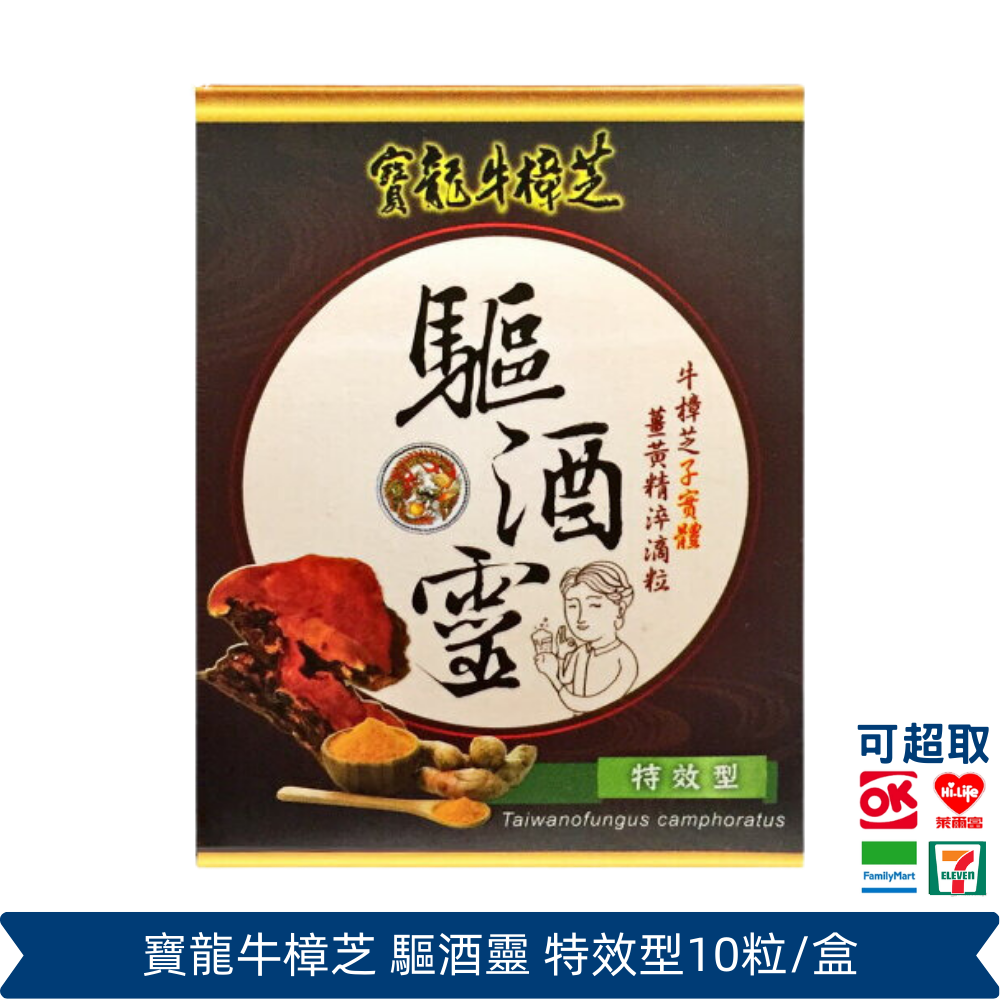 寶龍牛樟芝
驅酒靈
牛樟芝子實體
薑黃精淬滴粒
特效型
Taiwanofungus camphoratus
可超取
OK
Hi-Life
萊爾富
FamilyMart
7
ELEVEN
寶龍牛樟芝 驅酒靈 特效型10粒/盒